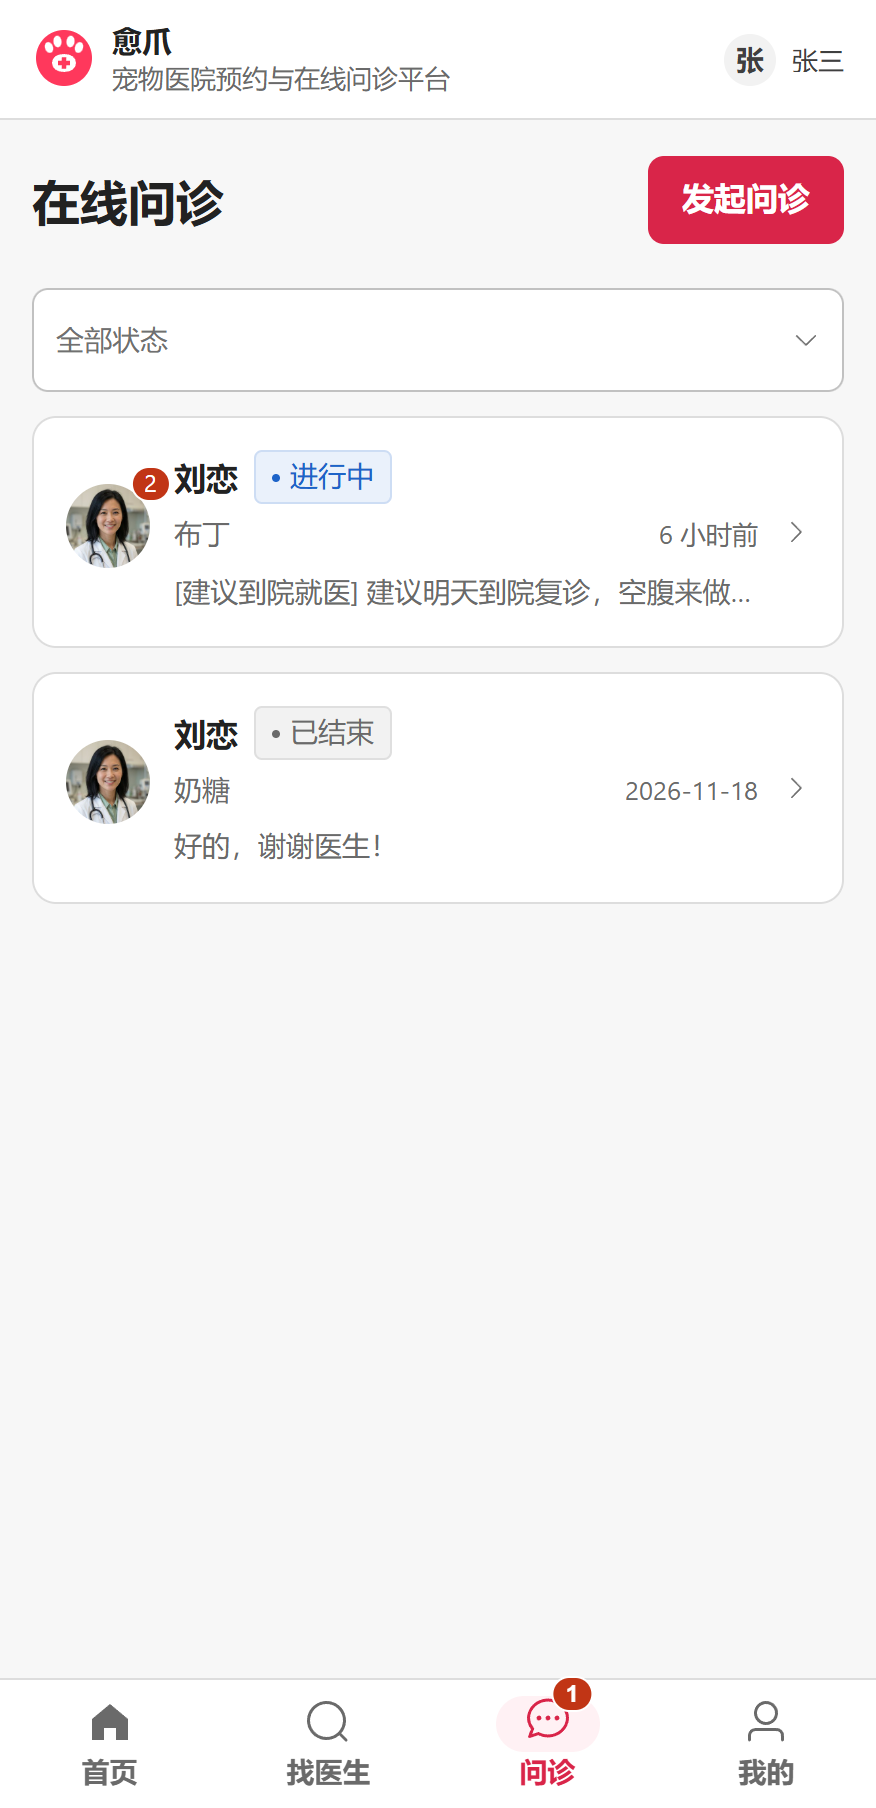 愈爪
宠物医院预约与在线问诊平台
张 张三
在线问诊
发起问诊
全部状态
2
刘恋 • 进行中
布丁
6 小时前
[建议到院就医] 建议明天到院复诊，空腹来做...
刘恋 • 已结束
奶糖
2026-11-18
好的，谢谢医生！
1
首页 找医生 问诊 我的